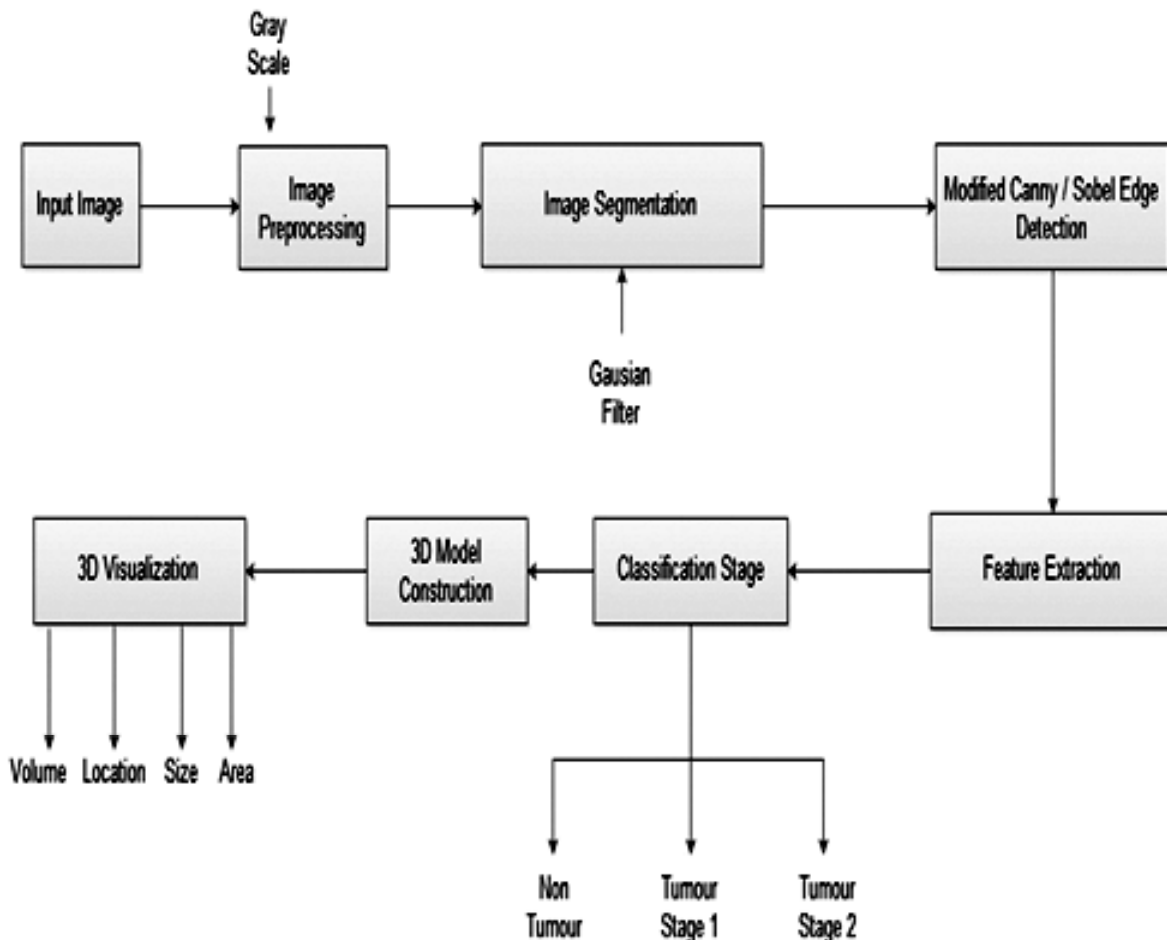 Gray
Scale
Input Image
Image
Preprocessing
Image Segmentation
Modified Canny / Sobel Edge
Detection
Gausian
Filter
3D Visualization
3D Model
Construction
Classification Stage
Feature Extraction
Volume
Location
Size
Area
Non
Tumour
Tumour
Stage 1
Tumour
Stage 2